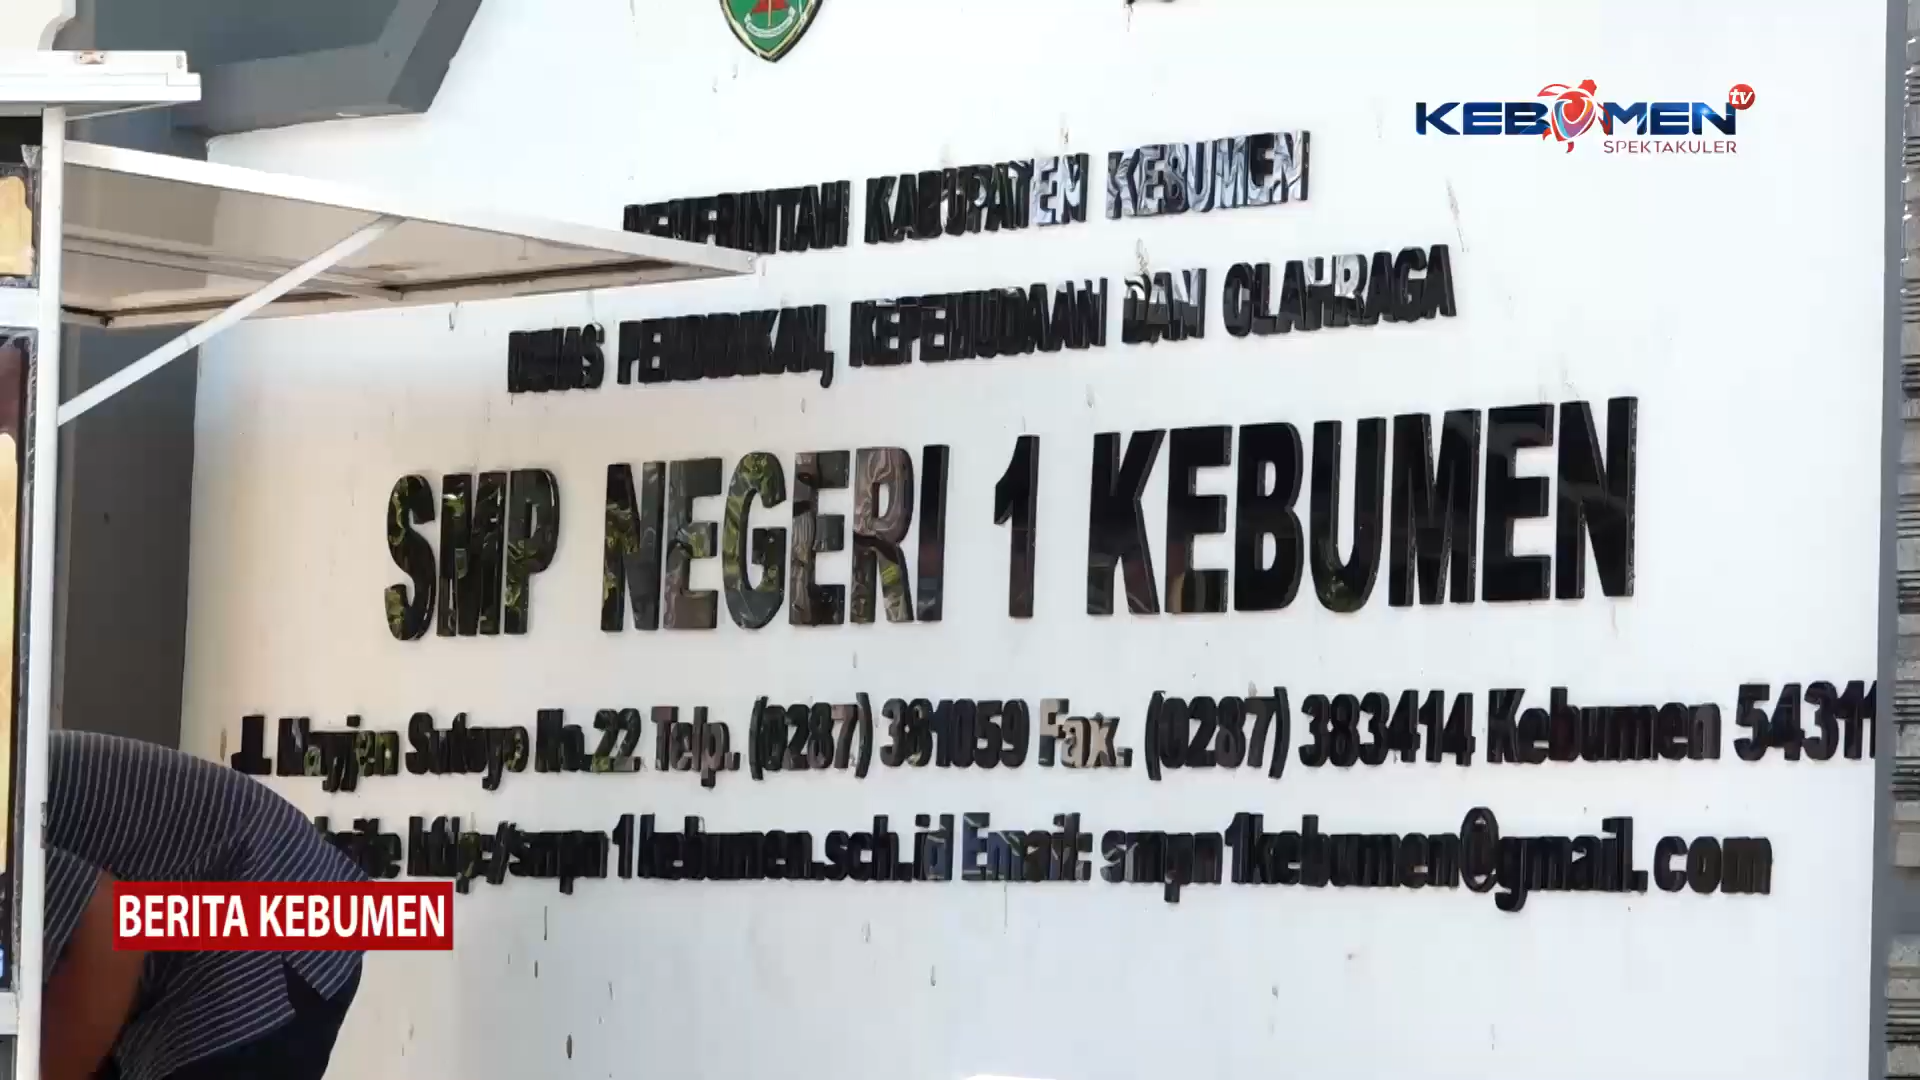 KEBUMEN tv
SPEKTAKULER
PEMERINTAH KABUPATEN KEBUMEN
DINAS PENDIDIKAN, KEPEMUDAAN DAN OLAHRAGA
SMP NEGERI 1 KEBUMEN
JL Mayjen Sutoyo No.22 Telp. (0287) 381059 Fax. (0287) 383414 Kebumen 54311
http://smpn1kebumen.sch.id Email: smpn1kebumen@gmail.com
BERITA KEBUMEN